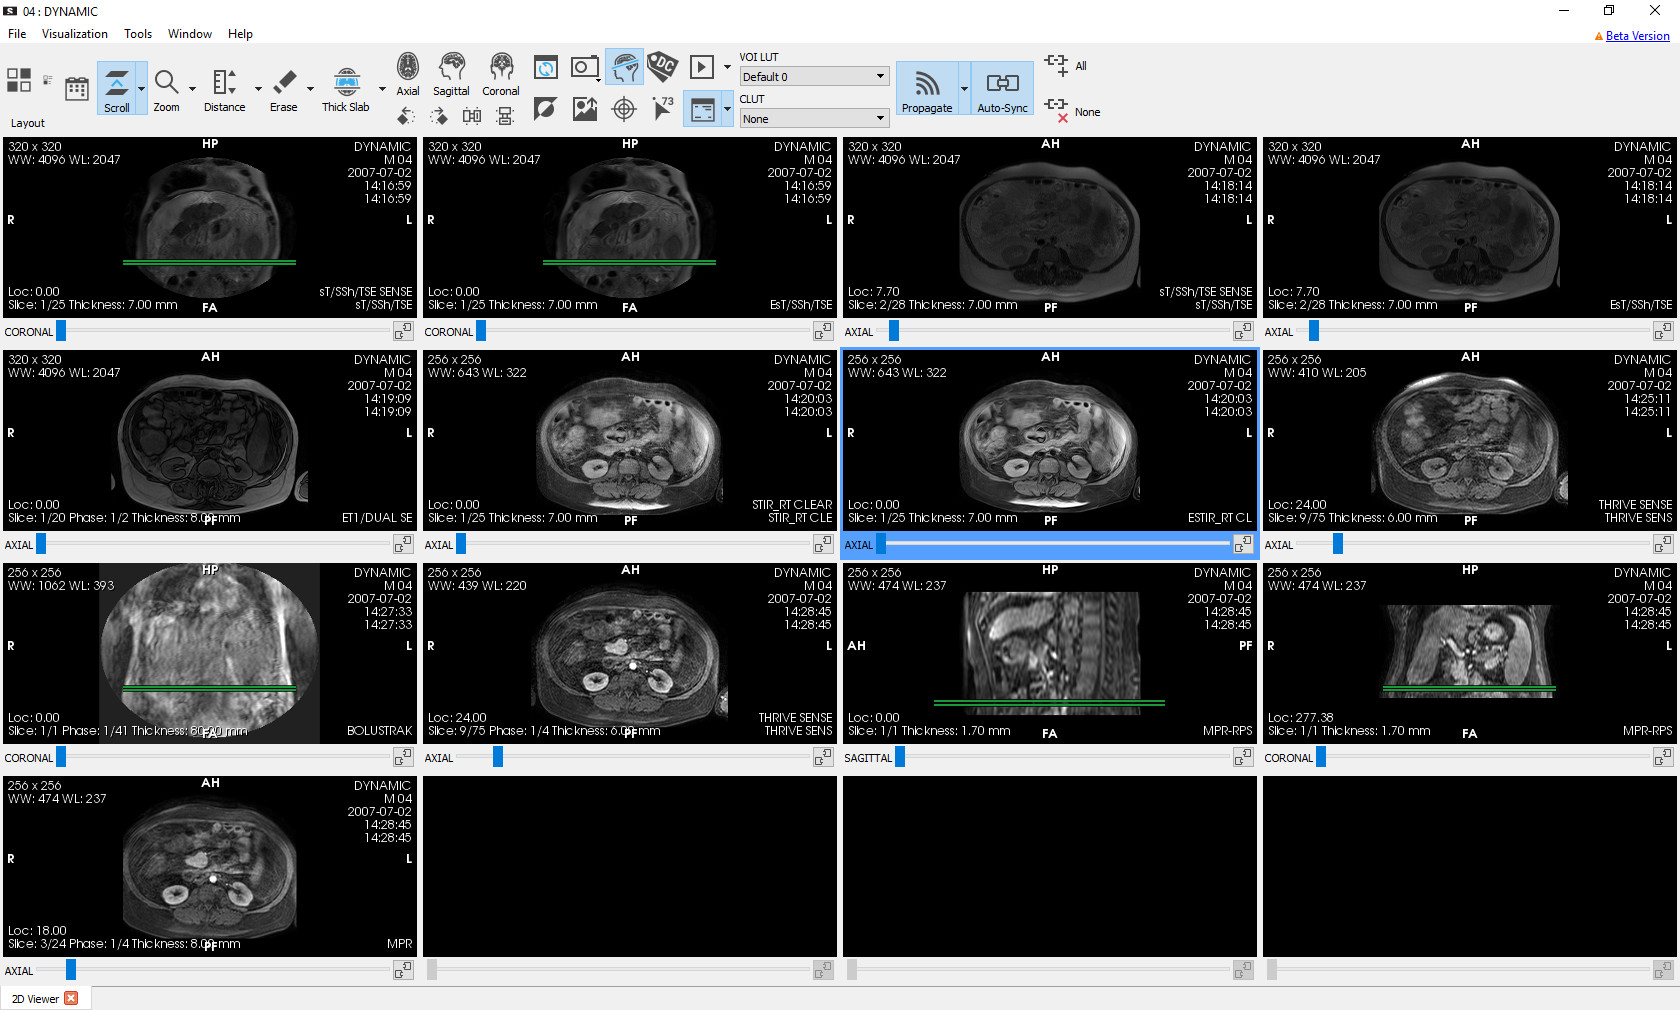 04 : DYNAMIC
File Visualization Tools Window Help
Beta Version
Layout
Scroll
Zoom
Distance
Erase
Thick Slab
Axial
Sagittal
Coronal
DC
73
VOI LUT
Default 0
CLUT
None
Propagate
Auto-Sync
All
None
320 x 320
WW: 4096 WL: 2047
HP
DYNAMIC
M 04
2007-07-02
14:16:59
14:16:59
R
L
Loc: 0.00
Slice: 1/25 Thickness: 7.00 mm
FA
sT/SSh/TSE SENSE
sT/SSh/TSE
CORONAL
320 x 320
WW: 4096 WL: 2047
HP
DYNAMIC
M 04
2007-07-02
14:16:59
14:16:59
R
L
Loc: 0.00
Slice: 1/25 Thickness: 7.00 mm
FA
EsT/SSh/TSE
CORONAL
320 x 320
WW: 4096 WL: 2047
AH
DYNAMIC
M 04
2007-07-02
14:18:14
14:18:14
R
L
Loc: 7.70
Slice: 2/28 Thickness: 7.00 mm
PF
sT/SSh/TSE SENSE
sT/SSh/TSE
AXIAL
320 x 320
WW: 4096 WL: 2047
AH
DYNAMIC
M 04
2007-07-02
14:18:14
14:18:14
R
L
Loc: 7.70
Slice: 2/28 Thickness: 7.00 mm
PF
EsT/SSh/TSE
AXIAL
320 x 320
WW: 4096 WL: 2047
AH
DYNAMIC
M 04
2007-07-02
14:19:09
14:19:09
R
L
Loc: 0.00
Slice: 1/20 Phase: 1/2 Thickness: 8.00 mm
PF
ET1/DUAL SE
AXIAL
256 x 256
WW: 643 WL: 322
AH
DYNAMIC
M 04
2007-07-02
14:20:03
14:20:03
R
L
Loc: 0.00
Slice: 1/25 Thickness: 7.00 mm
PF
STIR_RT CLEAR
STIR_RT CLE
AXIAL
256 x 256
WW: 643 WL: 322
AH
DYNAMIC
M 04
2007-07-02
14:20:03
14:20:03
R
L
Loc: 0.00
Slice: 1/25 Thickness: 7.00 mm
PF
ESTIR_RT CL
AXIAL
256 x 256
WW: 410 WL: 205
AH
DYNAMIC
M 04
2007-07-02
14:25:11
14:25:11
R
L
Loc: 24.00
Slice: 9/75 Thickness: 6.00 mm
PF
THRIVE SENSE
THRIVE SENS
AXIAL
256 x 256
WW: 1062 WL: 393
HP
DYNAMIC
M 04
2007-07-02
14:27:33
14:27:33
R
L
Loc: 0.00
Slice: 1/1 Phase: 1/41 Thickness: 80.00 mm
FA
BOLUSTRAK
CORONAL
256 x 256
WW: 439 WL: 220
AH
DYNAMIC
M 04
2007-07-02
14:28:45
14:28:45
R
L
Loc: 24.00
Slice: 9/75 Phase: 1/4 Thickness: 6.00 mm
PF
THRIVE SENSE
THRIVE SENS
AXIAL
256 x 256
WW: 474 WL: 237
HP
DYNAMIC
M 04
2007-07-02
14:28:45
14:28:45
AH
PF
Loc: 0.00
Slice: 1/1 Thickness: 1.70 mm
FA
MPR-RPS
SAGITTAL
256 x 256
WW: 474 WL: 237
HP
DYNAMIC
M 04
2007-07-02
14:28:45
14:28:45
R
L
Loc: 277.38
Slice: 1/1 Thickness: 1.70 mm
FA
MPR-RPS
CORONAL
256 x 256
WW: 474 WL: 237
AH
DYNAMIC
M 04
2007-07-02
14:28:45
14:28:45
R
L
Loc: 18.00
Slice: 3/24 Phase: 1/4 Thickness: 8.00 mm
PF
MPR
AXIAL
2D Viewer